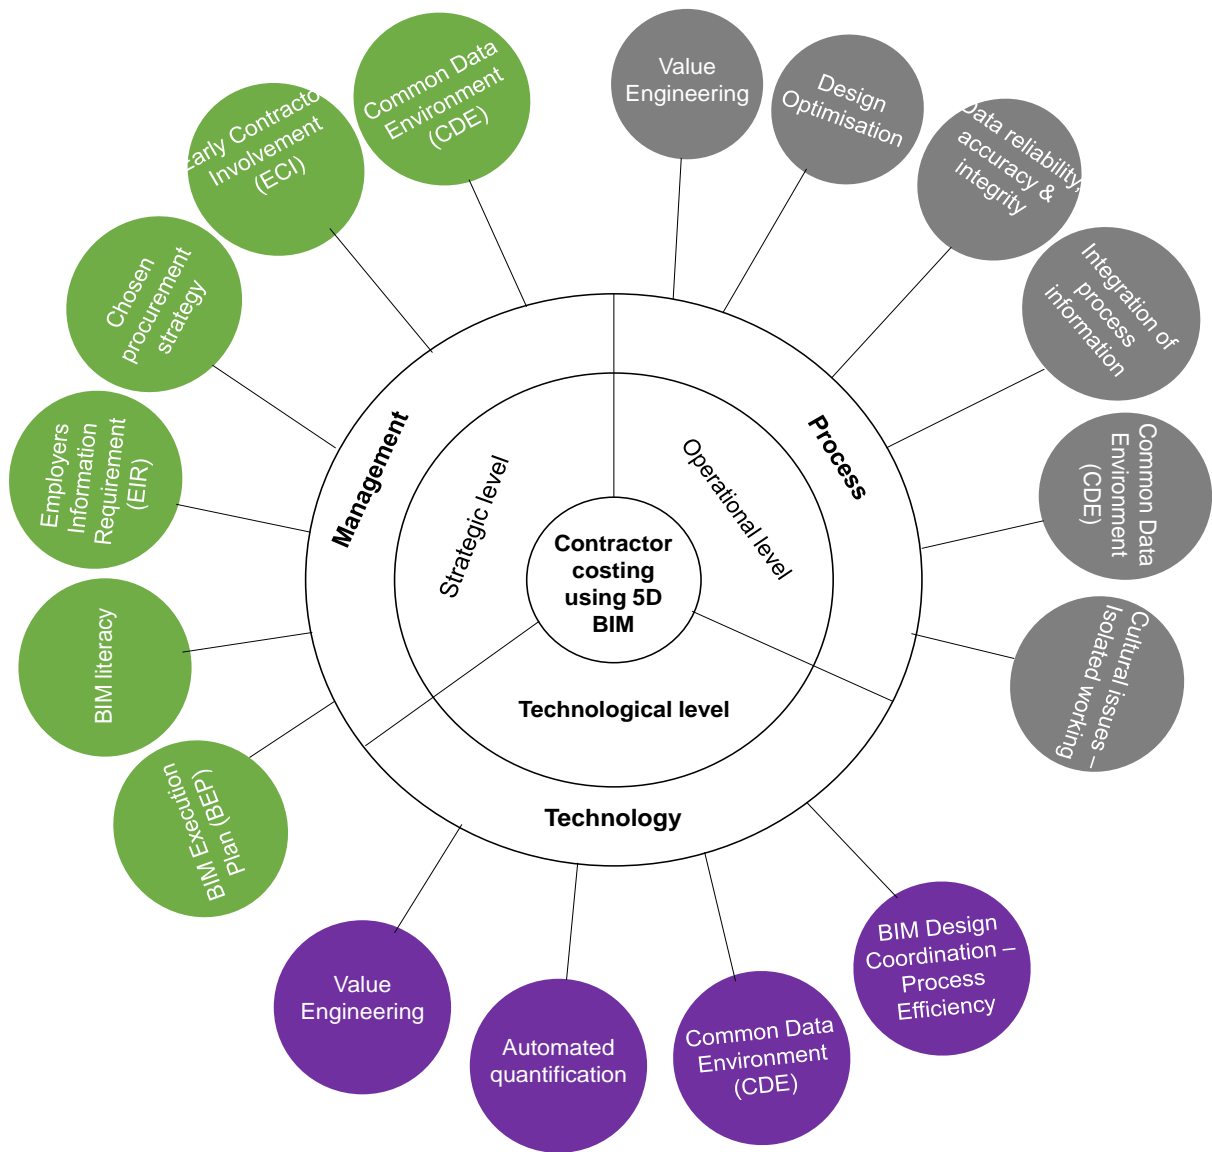 Common Data
Environment
(CDE)
Early Contractor
Involvement
(ECI)
Chosen
procurement
strategy
Employers
Information
Requirement
(EIR)
BIM literacy
BIM Execution
Plan (BEP)
Value
Engineering
Design
Optimisation
Data reliability,
accuracy &
integrity
Integration of
process
information
Common Data
Environment
(CDE)
Cultural issues –
Isolated working
Management
Process
Strategic level
Operational level
Contractor
costing
using 5D
BIM
Technological level
Technology
Value
Engineering
Automated
quantification
Common Data
Environment
(CDE)
BIM Design
Coordination –
Process
Efficiency